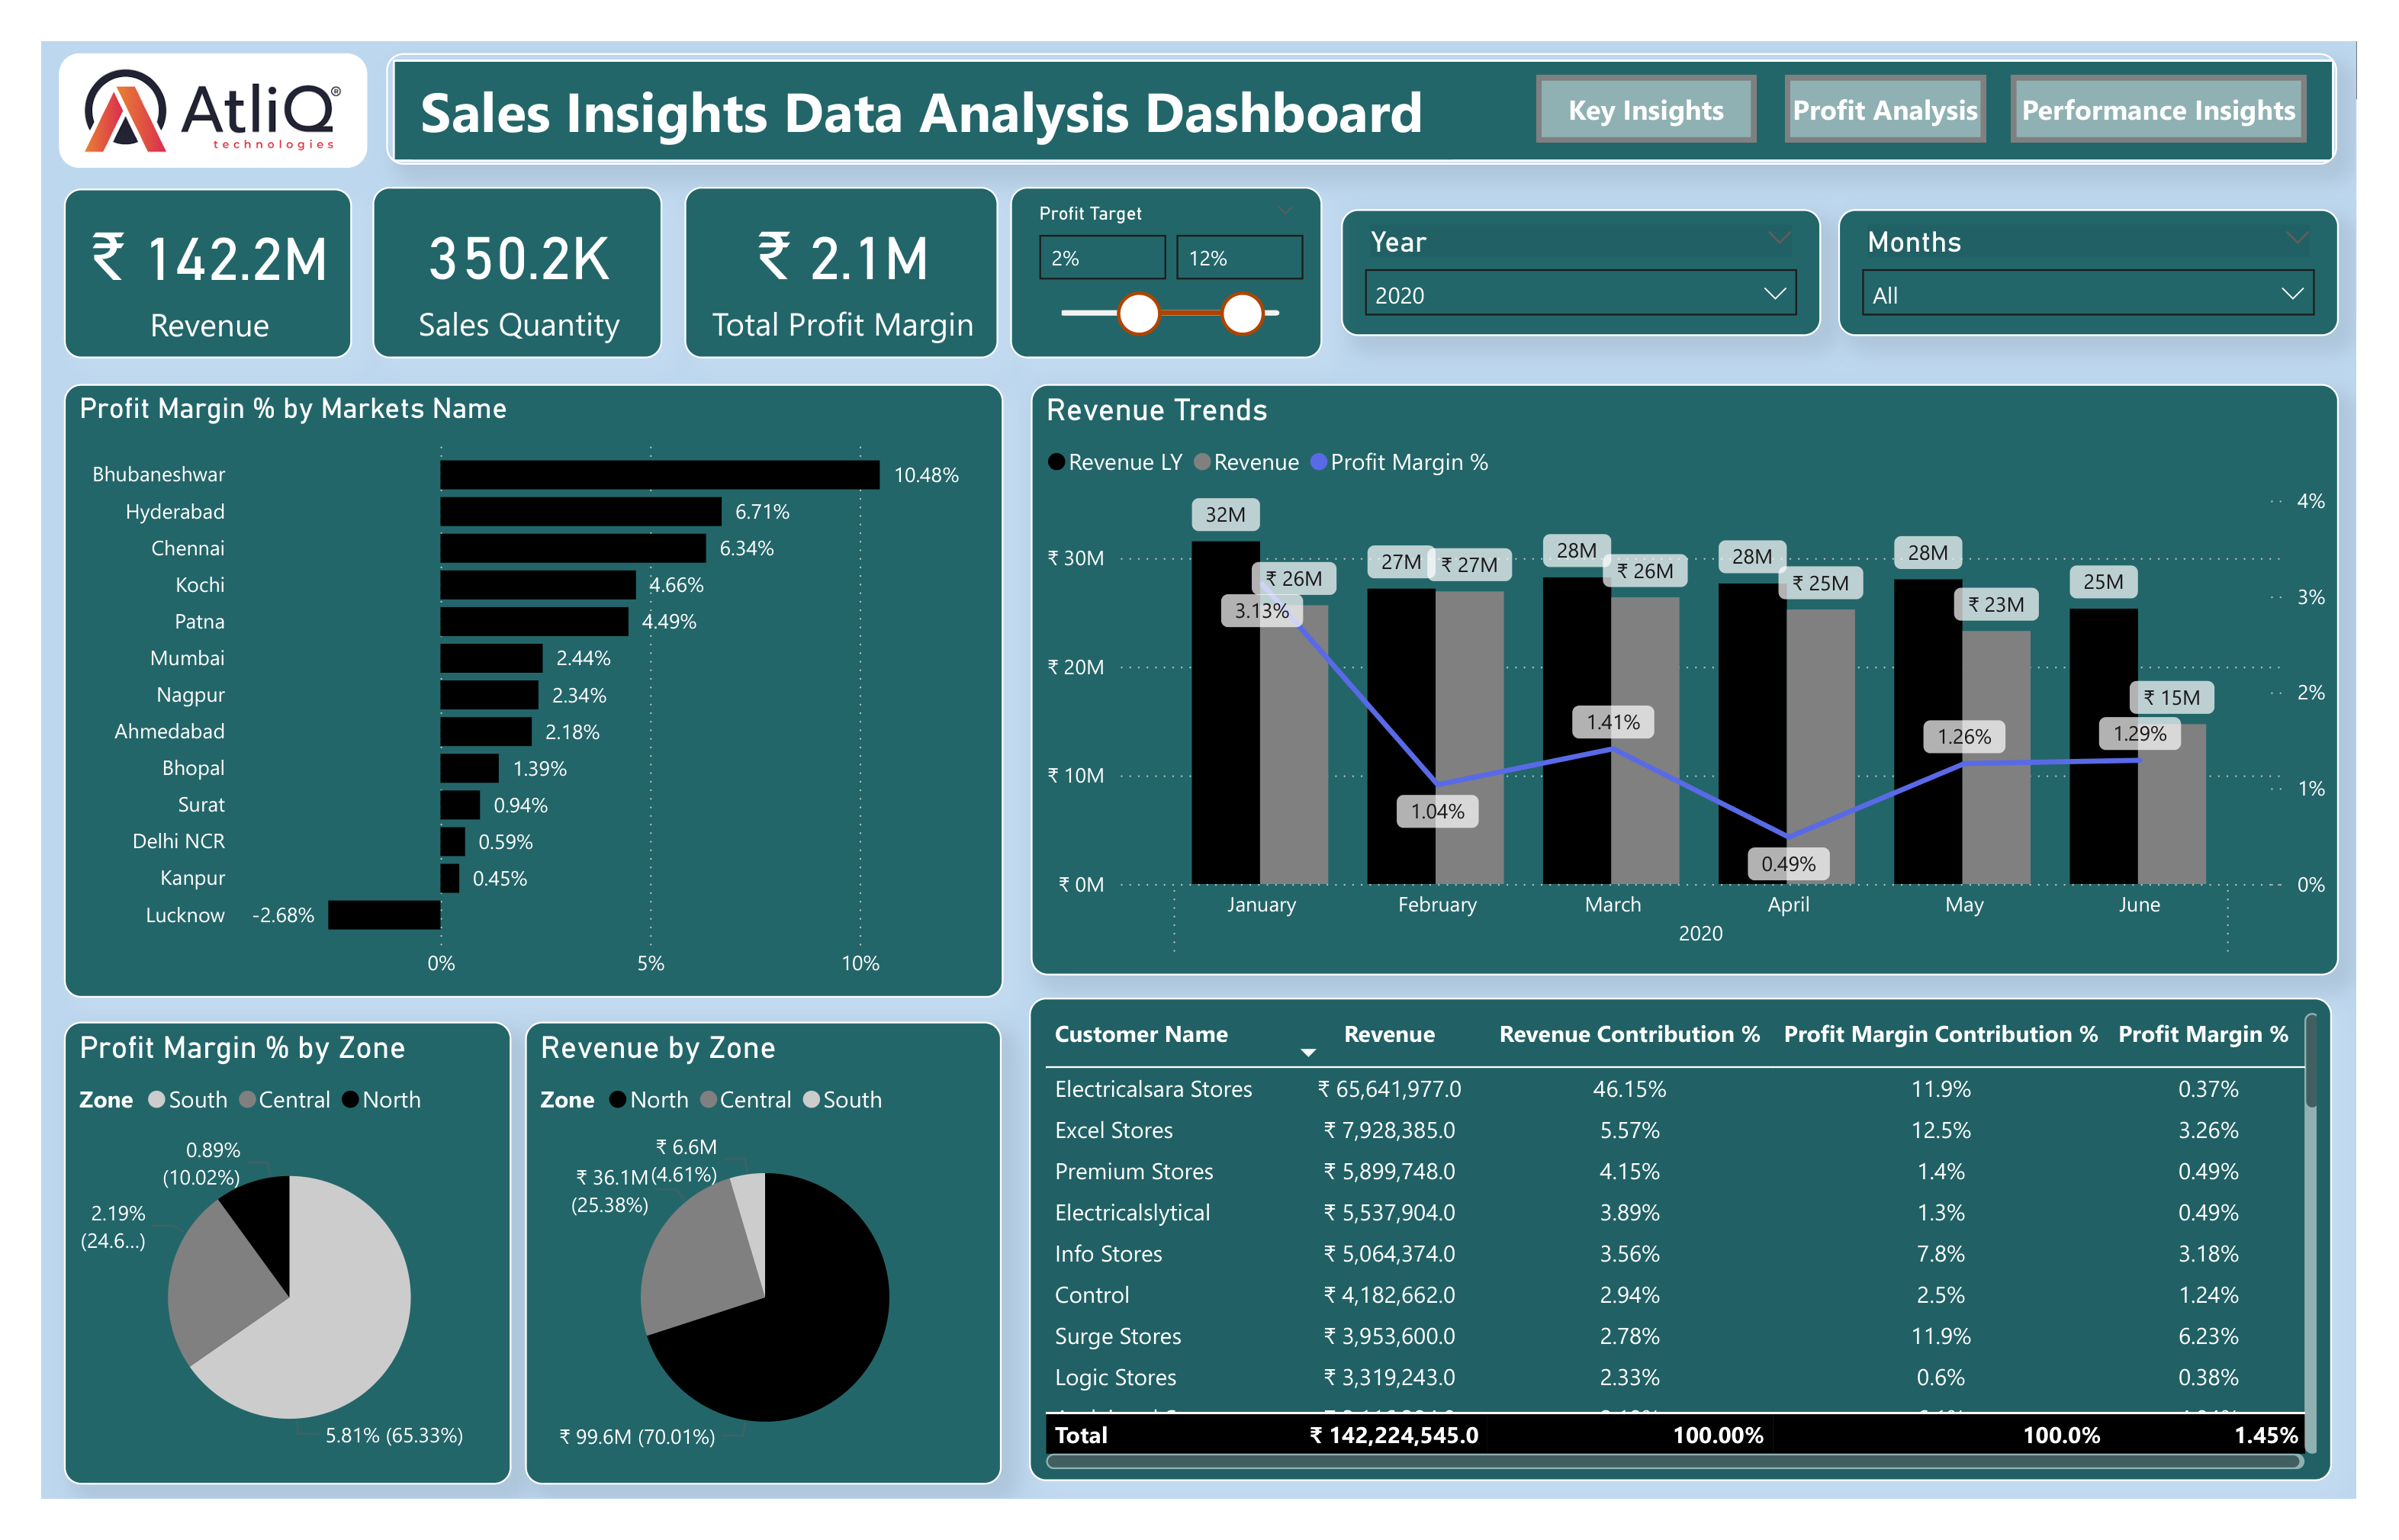 AtliQ®
technologies
Sales Insights Data Analysis Dashboard
Key Insights
Profit Analysis
Performance Insights
₹ 142.2M
Revenue
350.2K
Sales Quantity
₹ 2.1M
Total Profit Margin
Profit Target
2%
12%
Year
2020
Months
All
Profit Margin % by Markets Name
Bhubaneshwar 10.48%
Hyderabad 6.71%
Chennai 6.34%
Kochi 4.66%
Patna 4.49%
Mumbai 2.44%
Nagpur 2.34%
Ahmedabad 2.18%
Bhopal 1.39%
Surat 0.94%
Delhi NCR 0.59%
Kanpur 0.45%
Lucknow -2.68%
0% 5% 10%
Revenue Trends
Revenue LY Revenue Profit Margin %
4%
3%
2%
1%
0%
₹ 30M
₹ 20M
₹ 10M
₹ 0M
32M
₹ 26M
3.13%
27M
₹ 27M
1.04%
28M
₹ 26M
1.41%
28M
₹ 25M
0.49%
28M
₹ 23M
1.26%
25M
₹ 15M
1.29%
January February March April May June
2020
Profit Margin % by Zone
Zone South Central North
0.89%
(10.02%)
2.19%
(24.6...)
5.81% (65.33%)
Revenue by Zone
Zone North Central South
₹ 6.6M
(4.61%)
₹ 36.1M
(25.38%)
₹ 99.6M (70.01%)
Customer Name Revenue Revenue Contribution % Profit Margin Contribution % Profit Margin %
Electricalsara Stores ₹ 65,641,977.0 46.15% 11.9% 0.37%
Excel Stores ₹ 7,928,385.0 5.57% 12.5% 3.26%
Premium Stores ₹ 5,899,748.0 4.15% 1.4% 0.49%
Electricalslytical ₹ 5,537,904.0 3.89% 1.3% 0.49%
Info Stores ₹ 5,064,374.0 3.56% 7.8% 3.18%
Control ₹ 4,182,662.0 2.94% 2.5% 1.24%
Surge Stores ₹ 3,953,600.0 2.78% 11.9% 6.23%
Logic Stores ₹ 3,319,243.0 2.33% 0.6% 0.38%
Total ₹ 142,224,545.0 100.00% 100.0% 1.45%